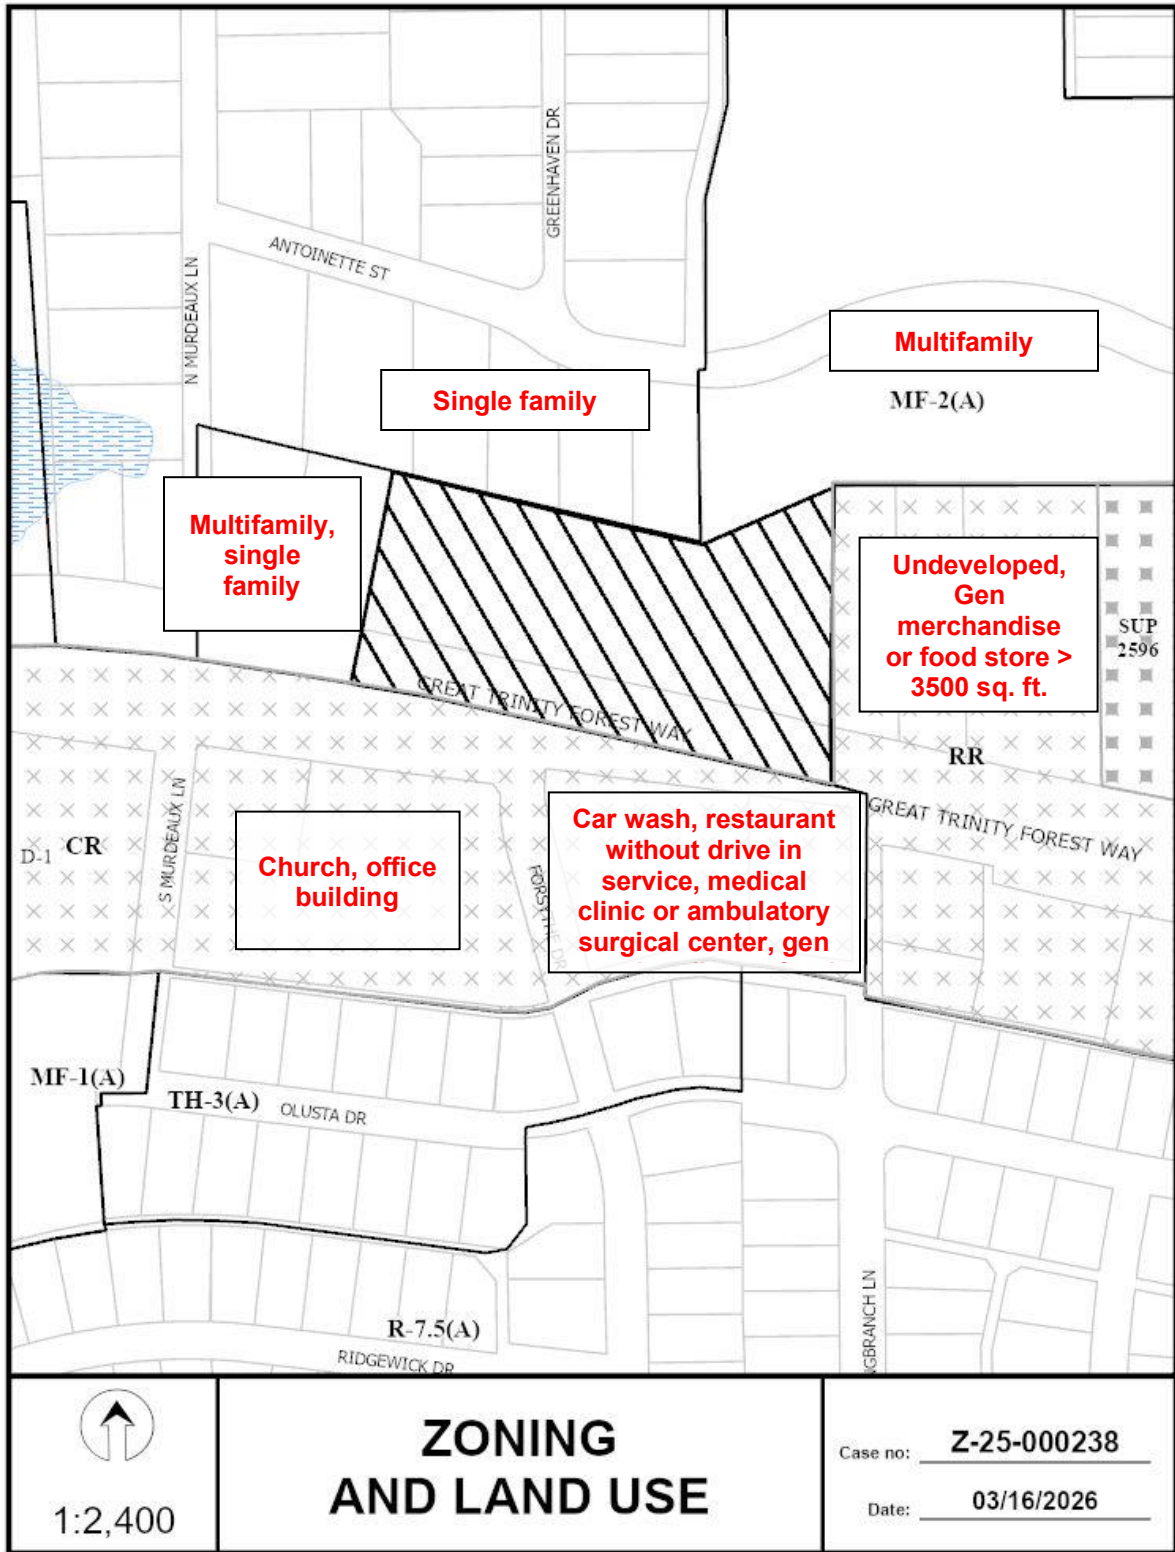 GREENHAVEN DR
ANTOINETTE ST
N MURDEAUX LN
Multifamily
Single family
MF-2(A)
Multifamily,
single
family
Undeveloped,
Gen
merchandise
or food store >
3500 sq. ft.
SUP
2596
GREAT TRINITY FOREST WAY
RR
GREAT TRINITY FOREST WAY
D-1
CR
S MURDEAUX LN
Church, office
building
FORSYTHE DR
Car wash, restaurant
without drive in
service, medical
clinic or ambulatory
surgical center, gen
MF-1(A)
TH-3(A)
OLUSTA DR
R-7.5(A)
RIDGEWICK DR
NGBRANCH LN
1:2,400
ZONING
AND LAND USE
Case no: Z-25-000238
Date: 03/16/2026